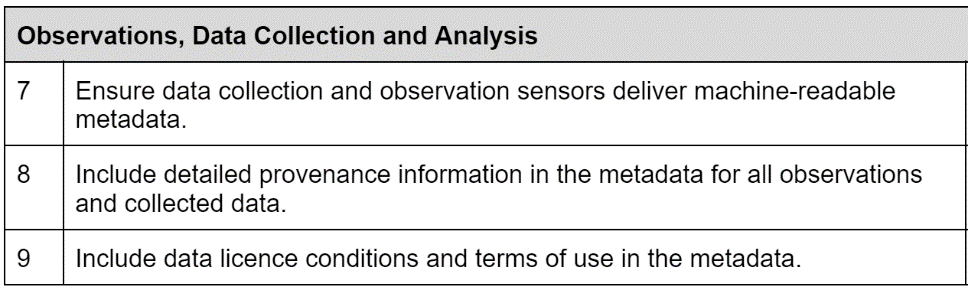 Observations, Data Collection and Analysis
7 Ensure data collection and observation sensors deliver machine-readable
metadata.
8 Include detailed provenance information in the metadata for all observations
and collected data.
9 Include data licence conditions and terms of use in the metadata.